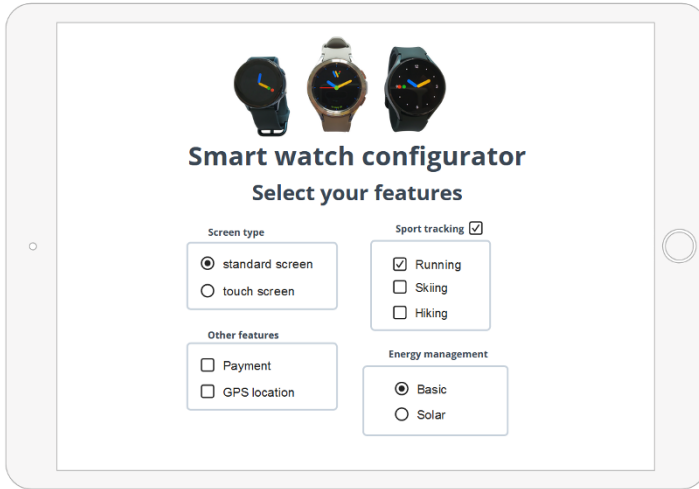 Smart watch configurator
Select your features
Screen type
standard screen
touch screen
Sport tracking
Running
Skiing
Hiking
Other features
Payment
GPS location
Energy management
Basic
Solar